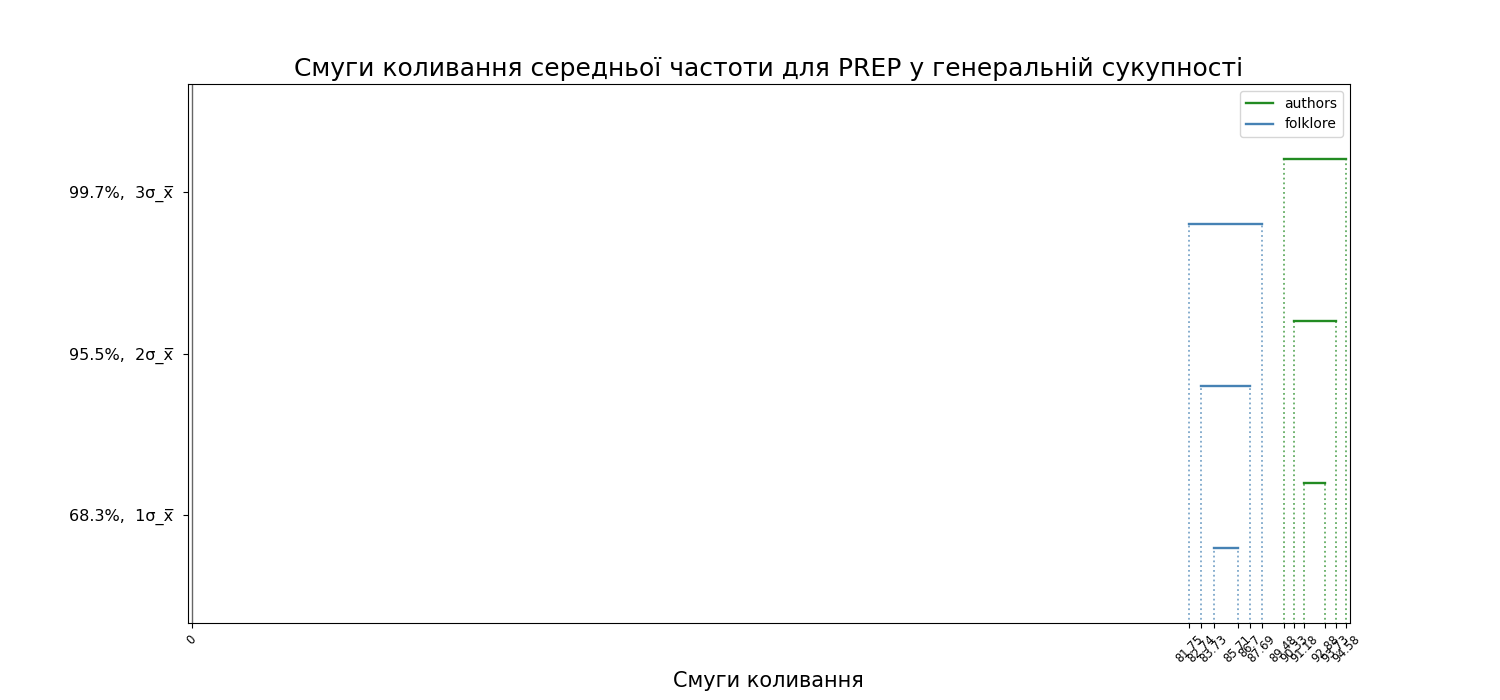 Смуги коливання середньої частоти для PREP у генеральній сукупності
authors
folklore
99.7%, 3σ_x̅
95.5%, 2σ_x̅
68.3%, 1σ_x̅
0
81.75
82.74
83.73
85.71
86.7
87.69
89.48
90.33
91.18
92.88
93.73
94.58
Смуги коливання